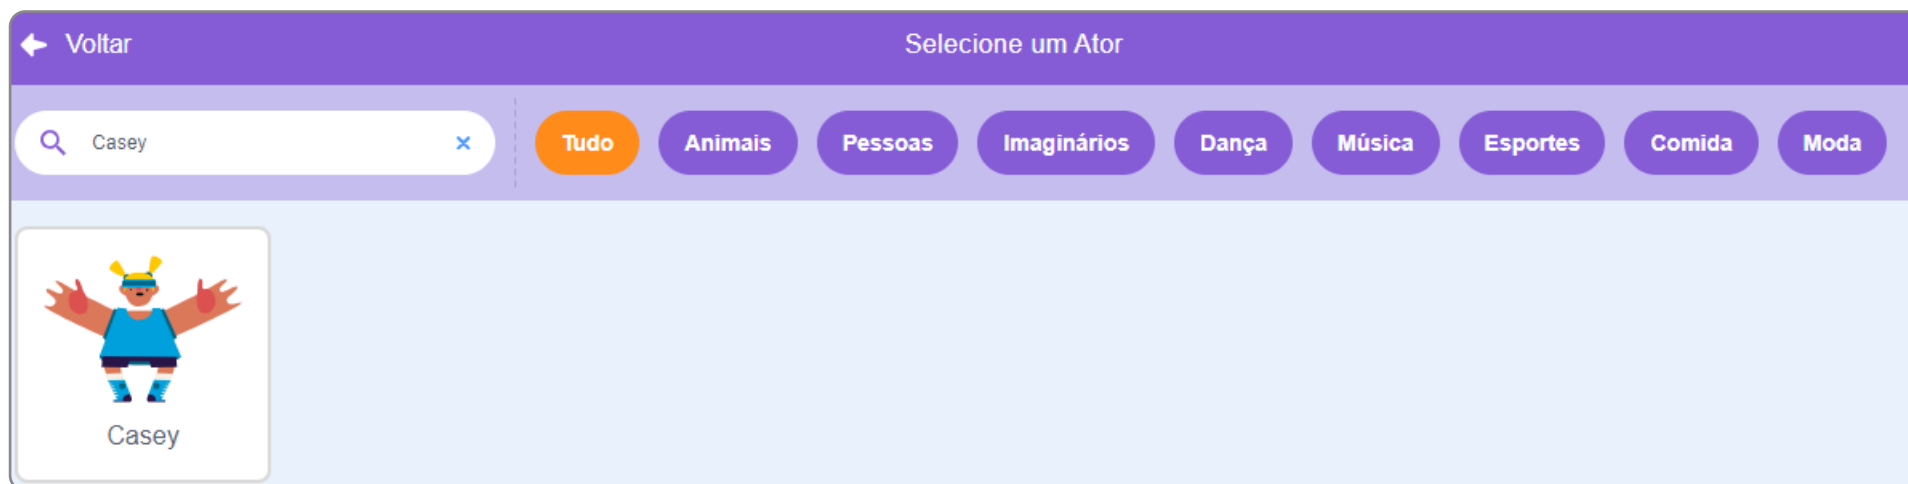 Voltar
Selecione um Ator
Casey
Tudo Animais Pessoas Imaginários Dança Música Esportes Comida Moda
Casey